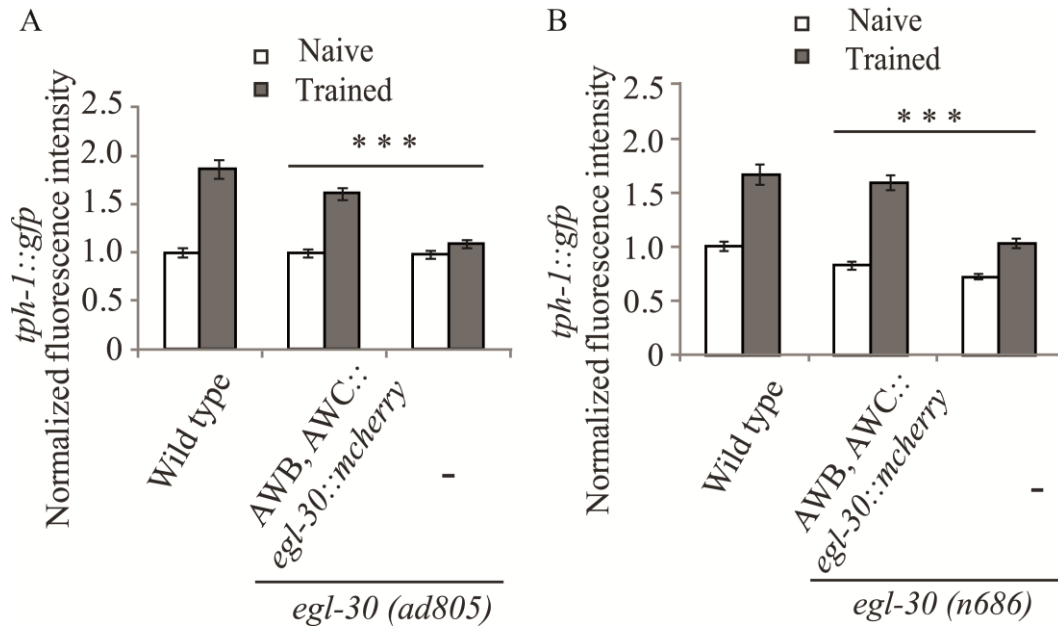 A
Naive
Trained
tph-1::gfp
Normalized fluorescence intensity
2.5
2.0
1.5
1.0
0.5
0
* * *
Wild type
AWB, AWC::
egl-30::mcherry
-
egl-30 (ad805)
B
Naive
Trained
tph-1::gfp
Normalized fluorescence intensity
2.5
2.0
1.5
1.0
0.5
0
* * *
Wild type
AWB, AWC::
egl-30::mcherry
-
egl-30 (n686)